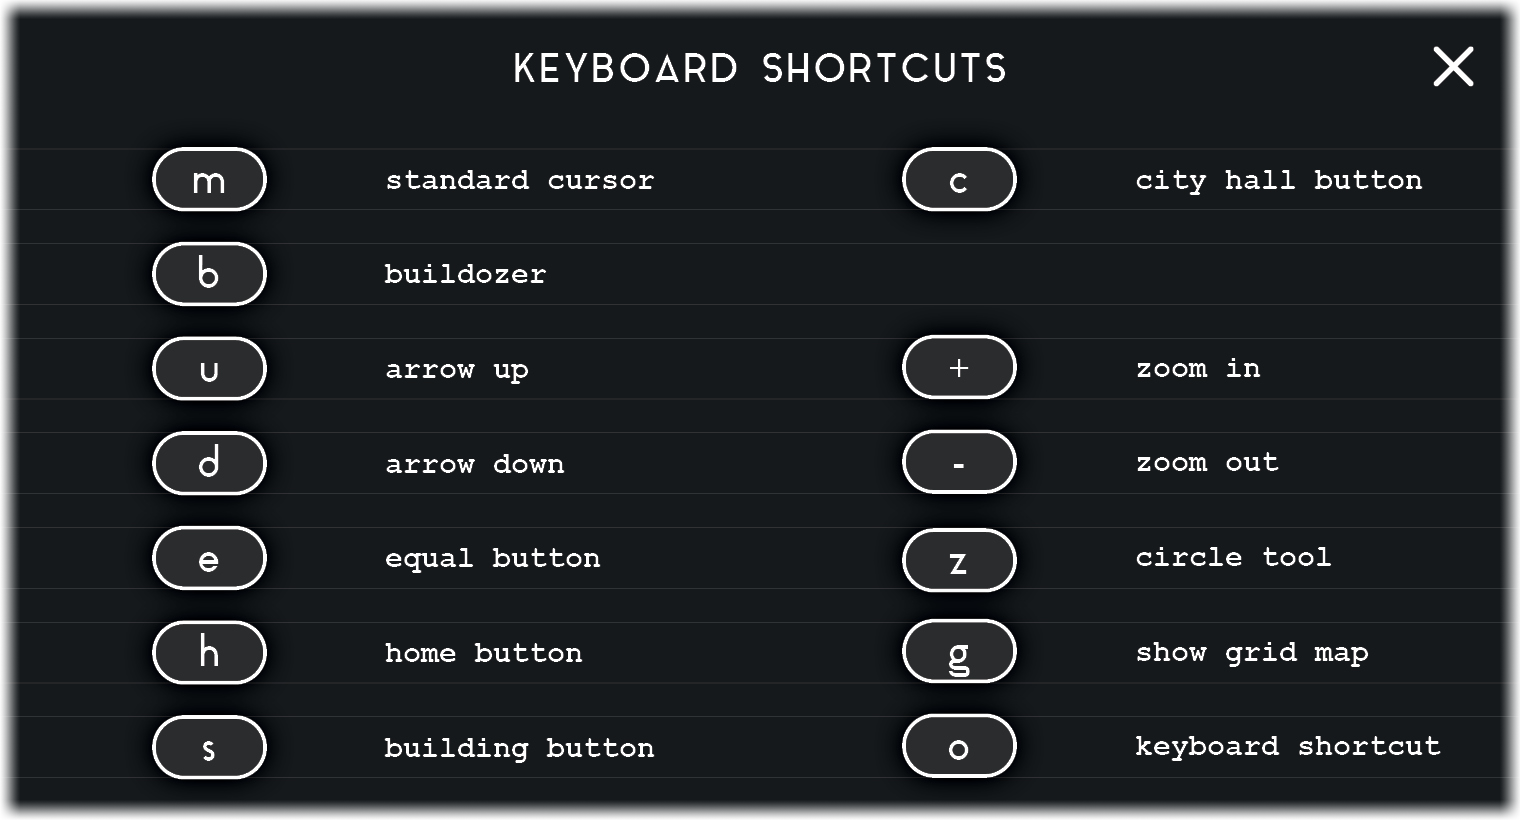 KEYBOARD SHORTCUTS
m standard cursor
b buildozer
u arrow up
d arrow down
e equal button
h home button
s building button
c city hall button
+ zoom in
- zoom out
z circle tool
g show grid map
o keyboard shortcut